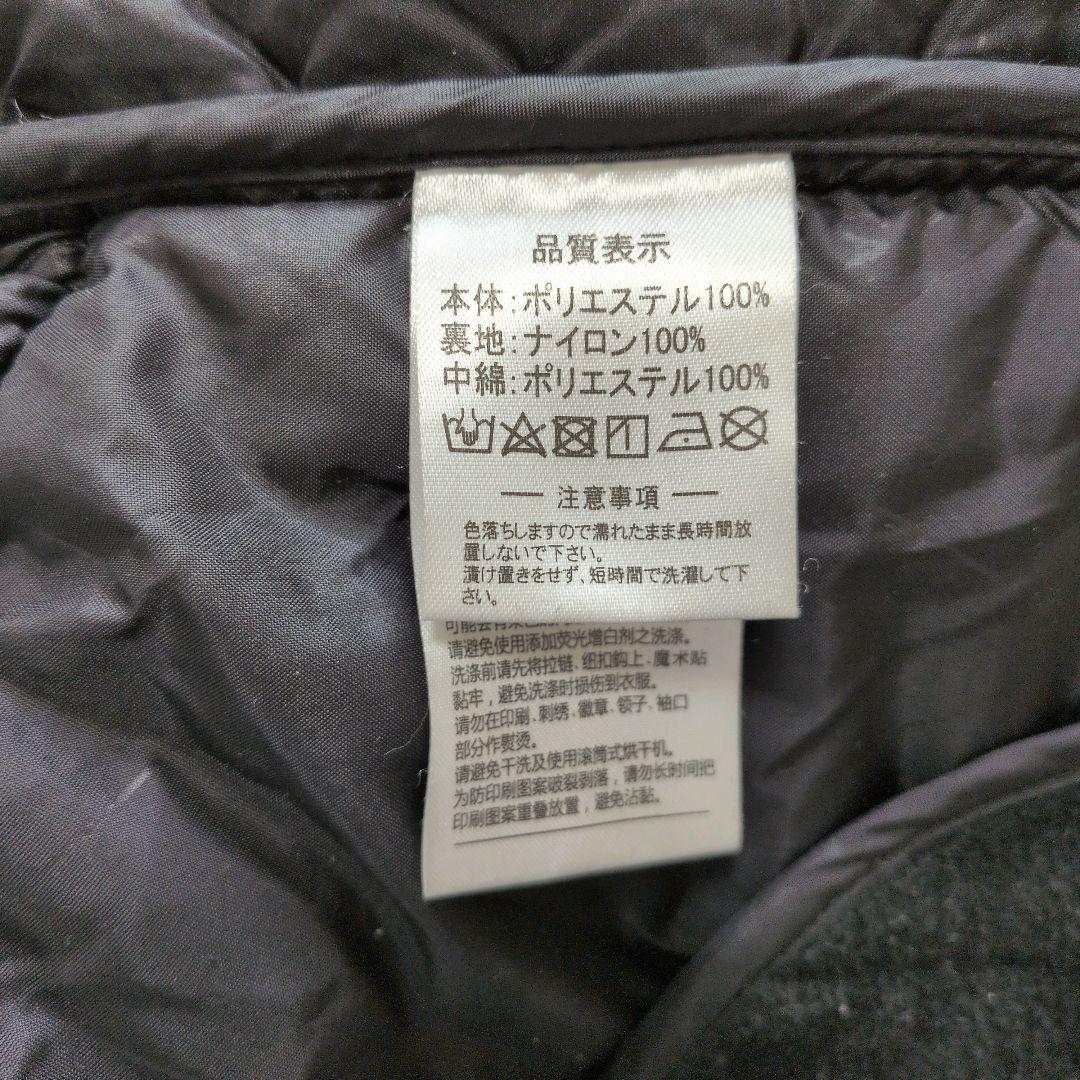 品質表示
本体:ポリエステル100%
裏地:ナイロン100%
中綿:ポリエステル100%
注意事項
色落ちしますので濡れたまま長時間放
置しないで下さい。
漬け置きをせず、短時間で洗濯して下
さい。
请避免使用添加荧光增白剂之洗涤。
洗涤前请先将拉链、纽扣鈎上、魔术贴
黏牢，避免洗涤时损伤到衣服。
请勿在印刷、刺绣、徽章、领子、袖口
部分作熨烫。
请避免干洗及使用滚筒式烘干机。
为防印刷图案破裂剥落，请勿长时间把
印刷图案重叠放置，避免沾黏。